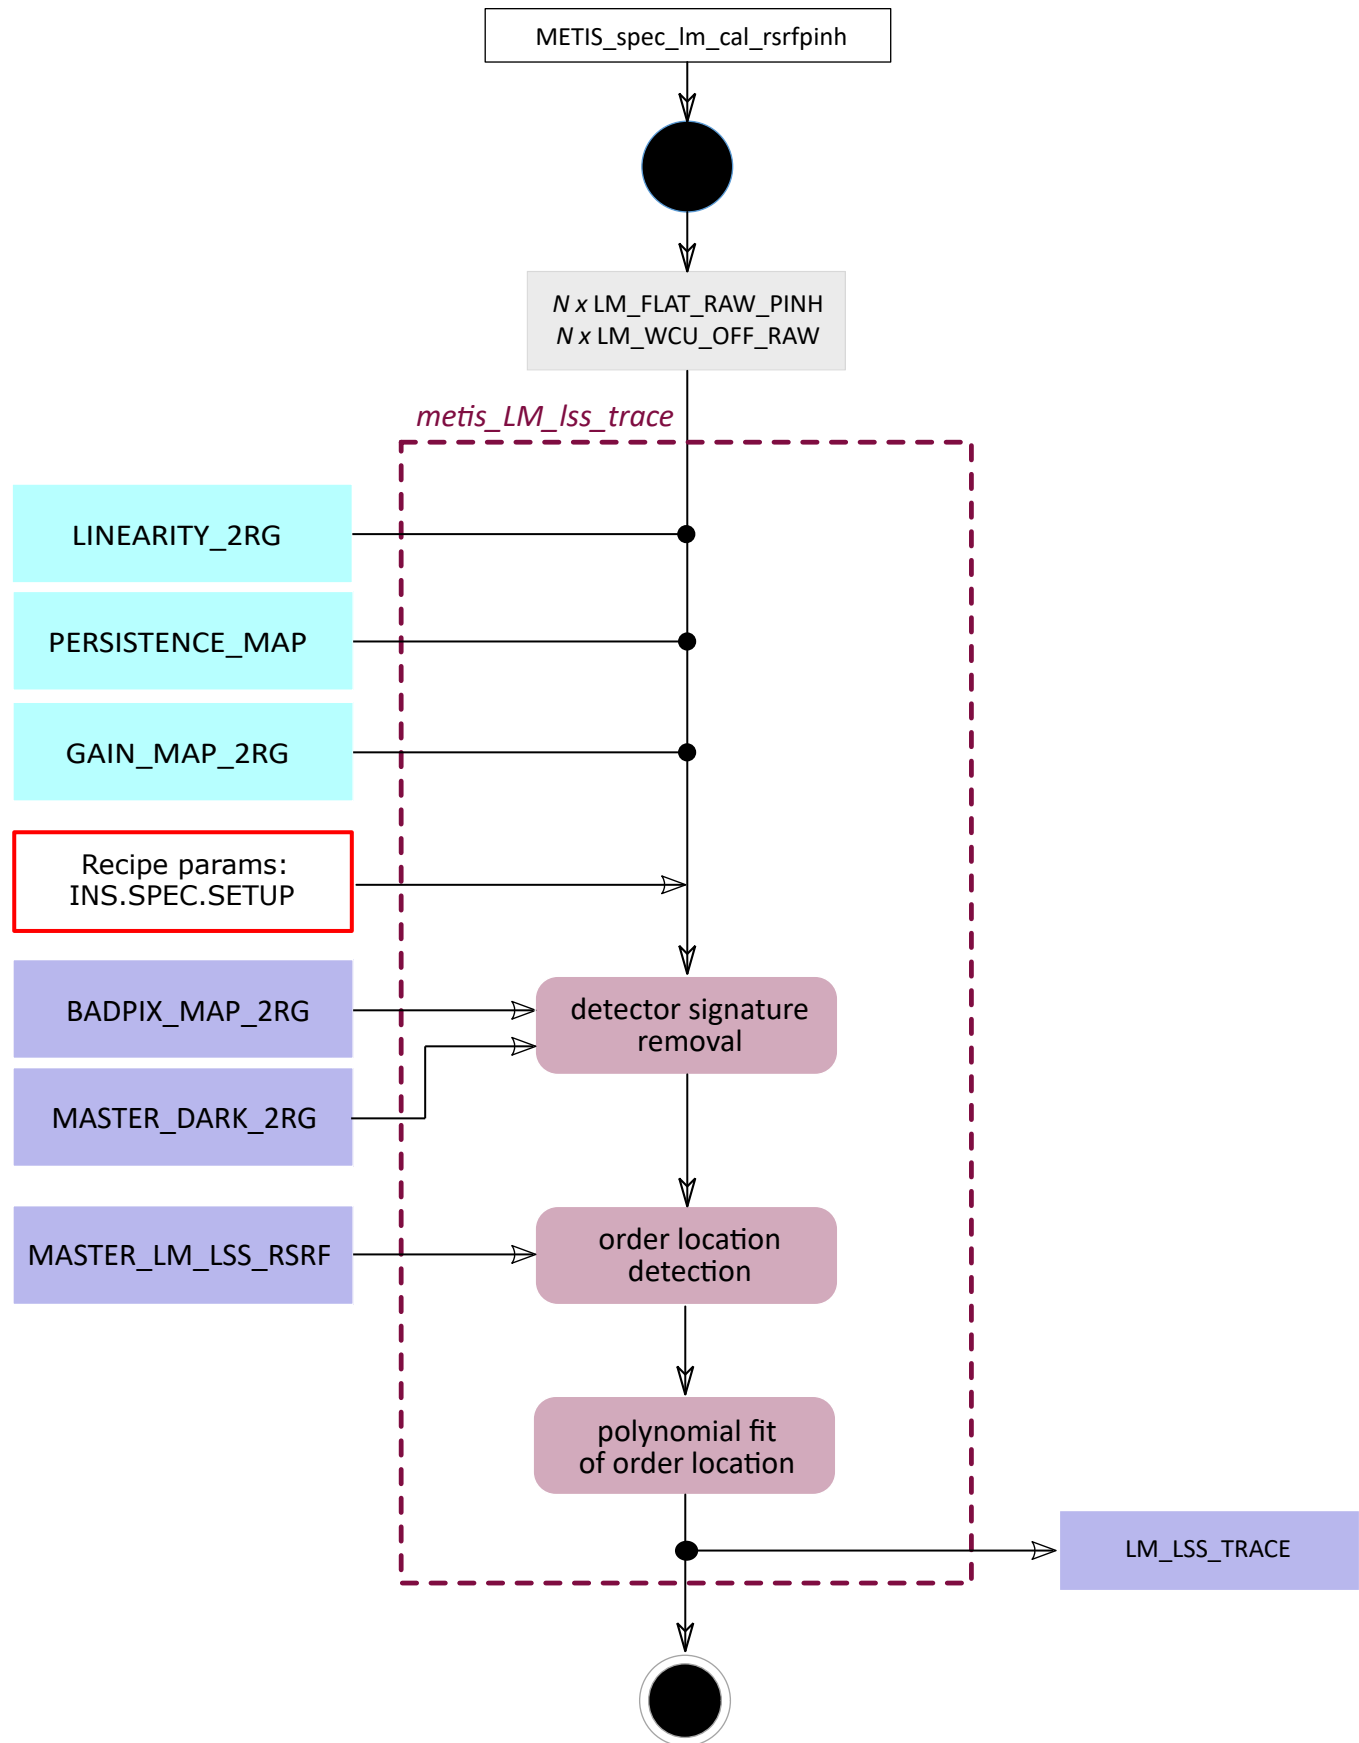 METIS_spec_lm_cal_rsrfpinh
N x LM_FLAT_RAW_PINH
N x LM_WCU_OFF_RAW
metis_LM_lss_trace
LINEARITY_2RG
PERSISTENCE_MAP
GAIN_MAP_2RG
Recipe params:
INS.SPEC.SETUP
BADPIX_MAP_2RG
detector signature
removal
MASTER_DARK_2RG
MASTER_LM_LSS_RSRF
order location
detection
polynomial fit
of order location
LM_LSS_TRACE